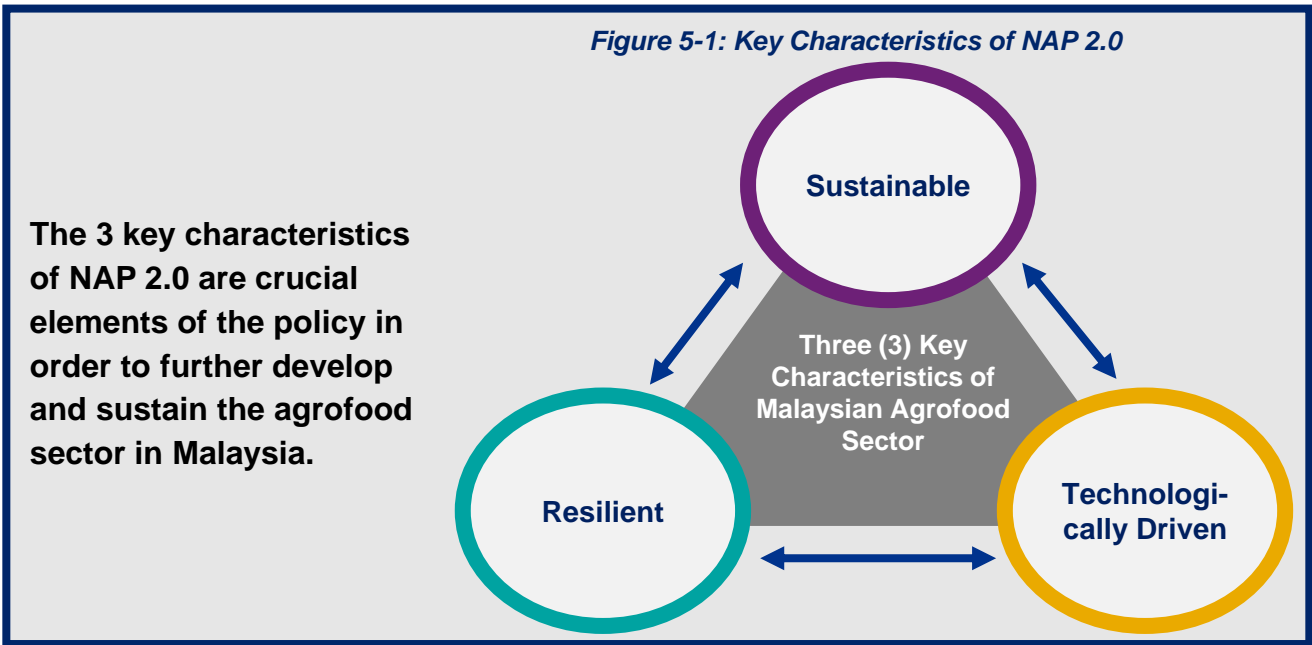 Figure 5-1: Key Characteristics of NAP 2.0
Sustainable
The 3 key characteristics
of NAP 2.0 are crucial
elements of the policy in
order to further develop
and sustain the agrofood
sector in Malaysia.
Three (3) Key
Characteristics of
Malaysian Agrofood
Sector
Resilient
Technologi-
cally Driven